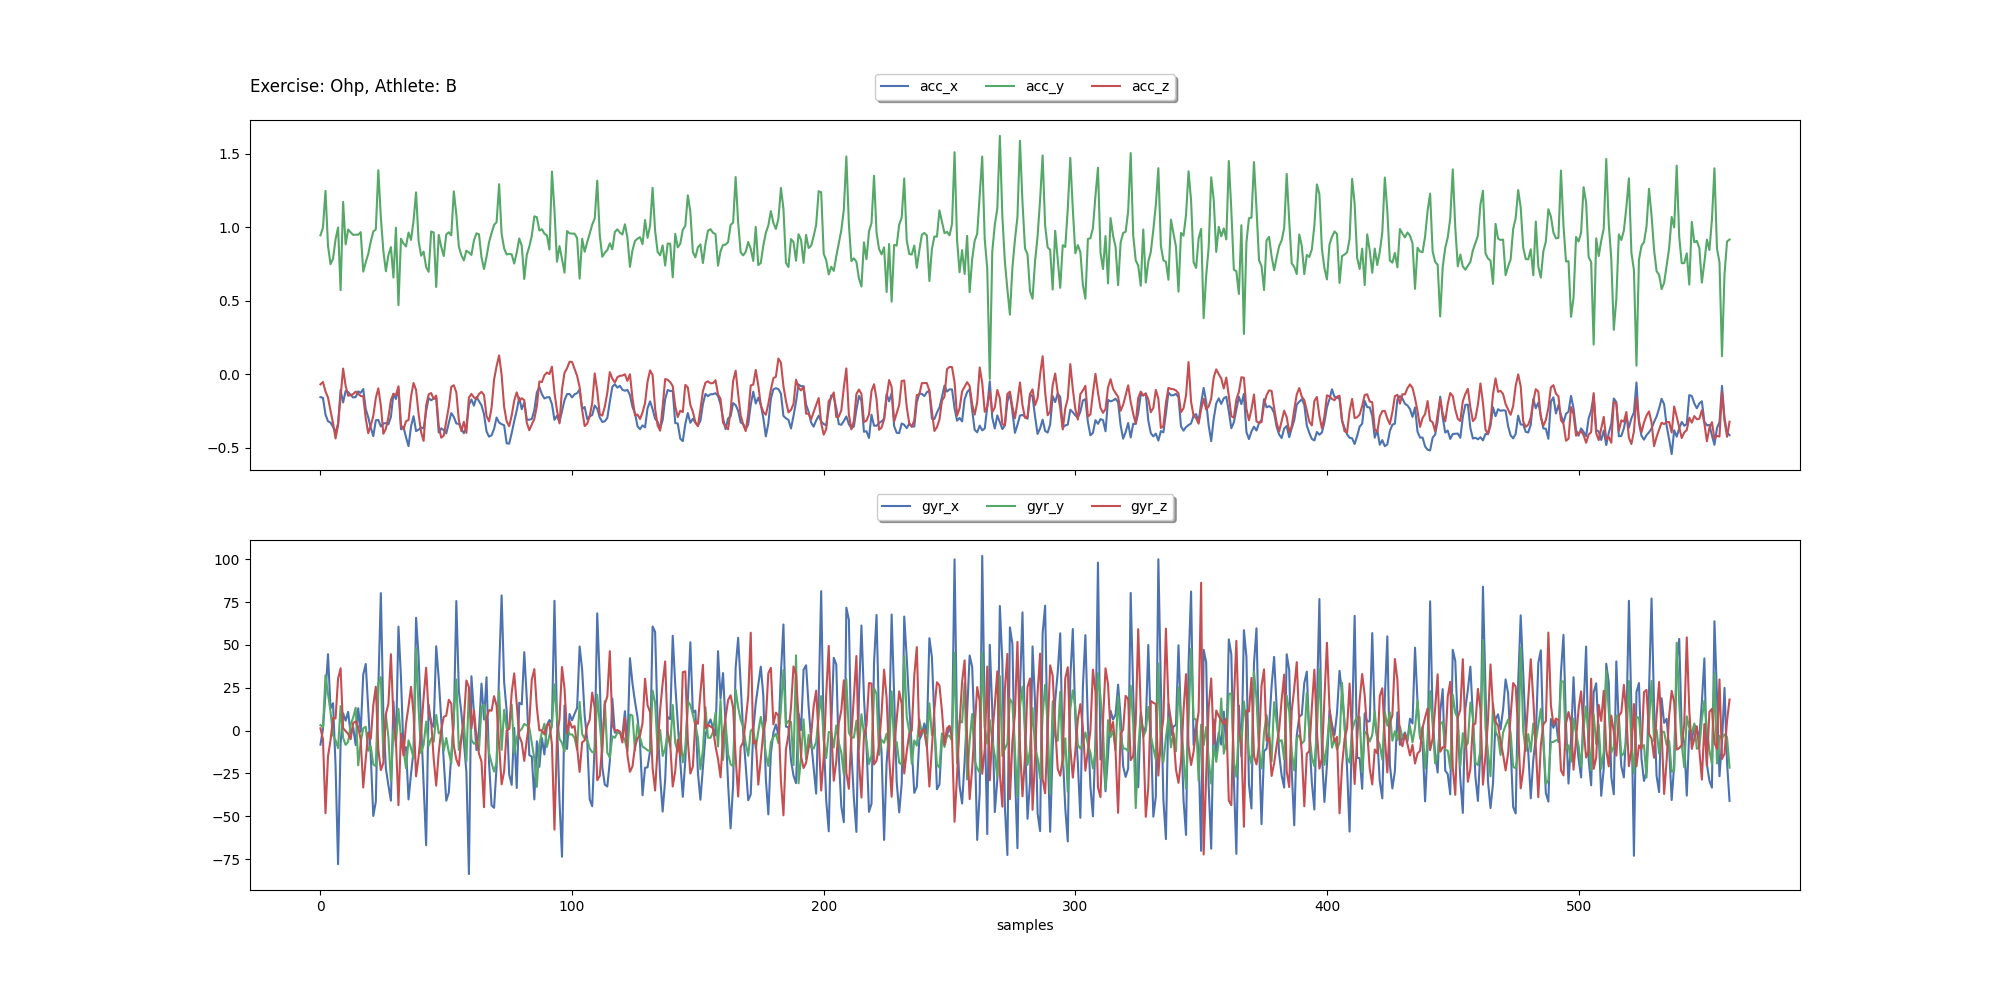 Exercise: Ohp, Athlete: B
acc_x acc_y acc_z
1.5
1.0
0.5
0.0
−0.5
gyr_x gyr_y gyr_z
100
75
50
25
0
−25
−50
−75
0 100 200 300 400 500
samples